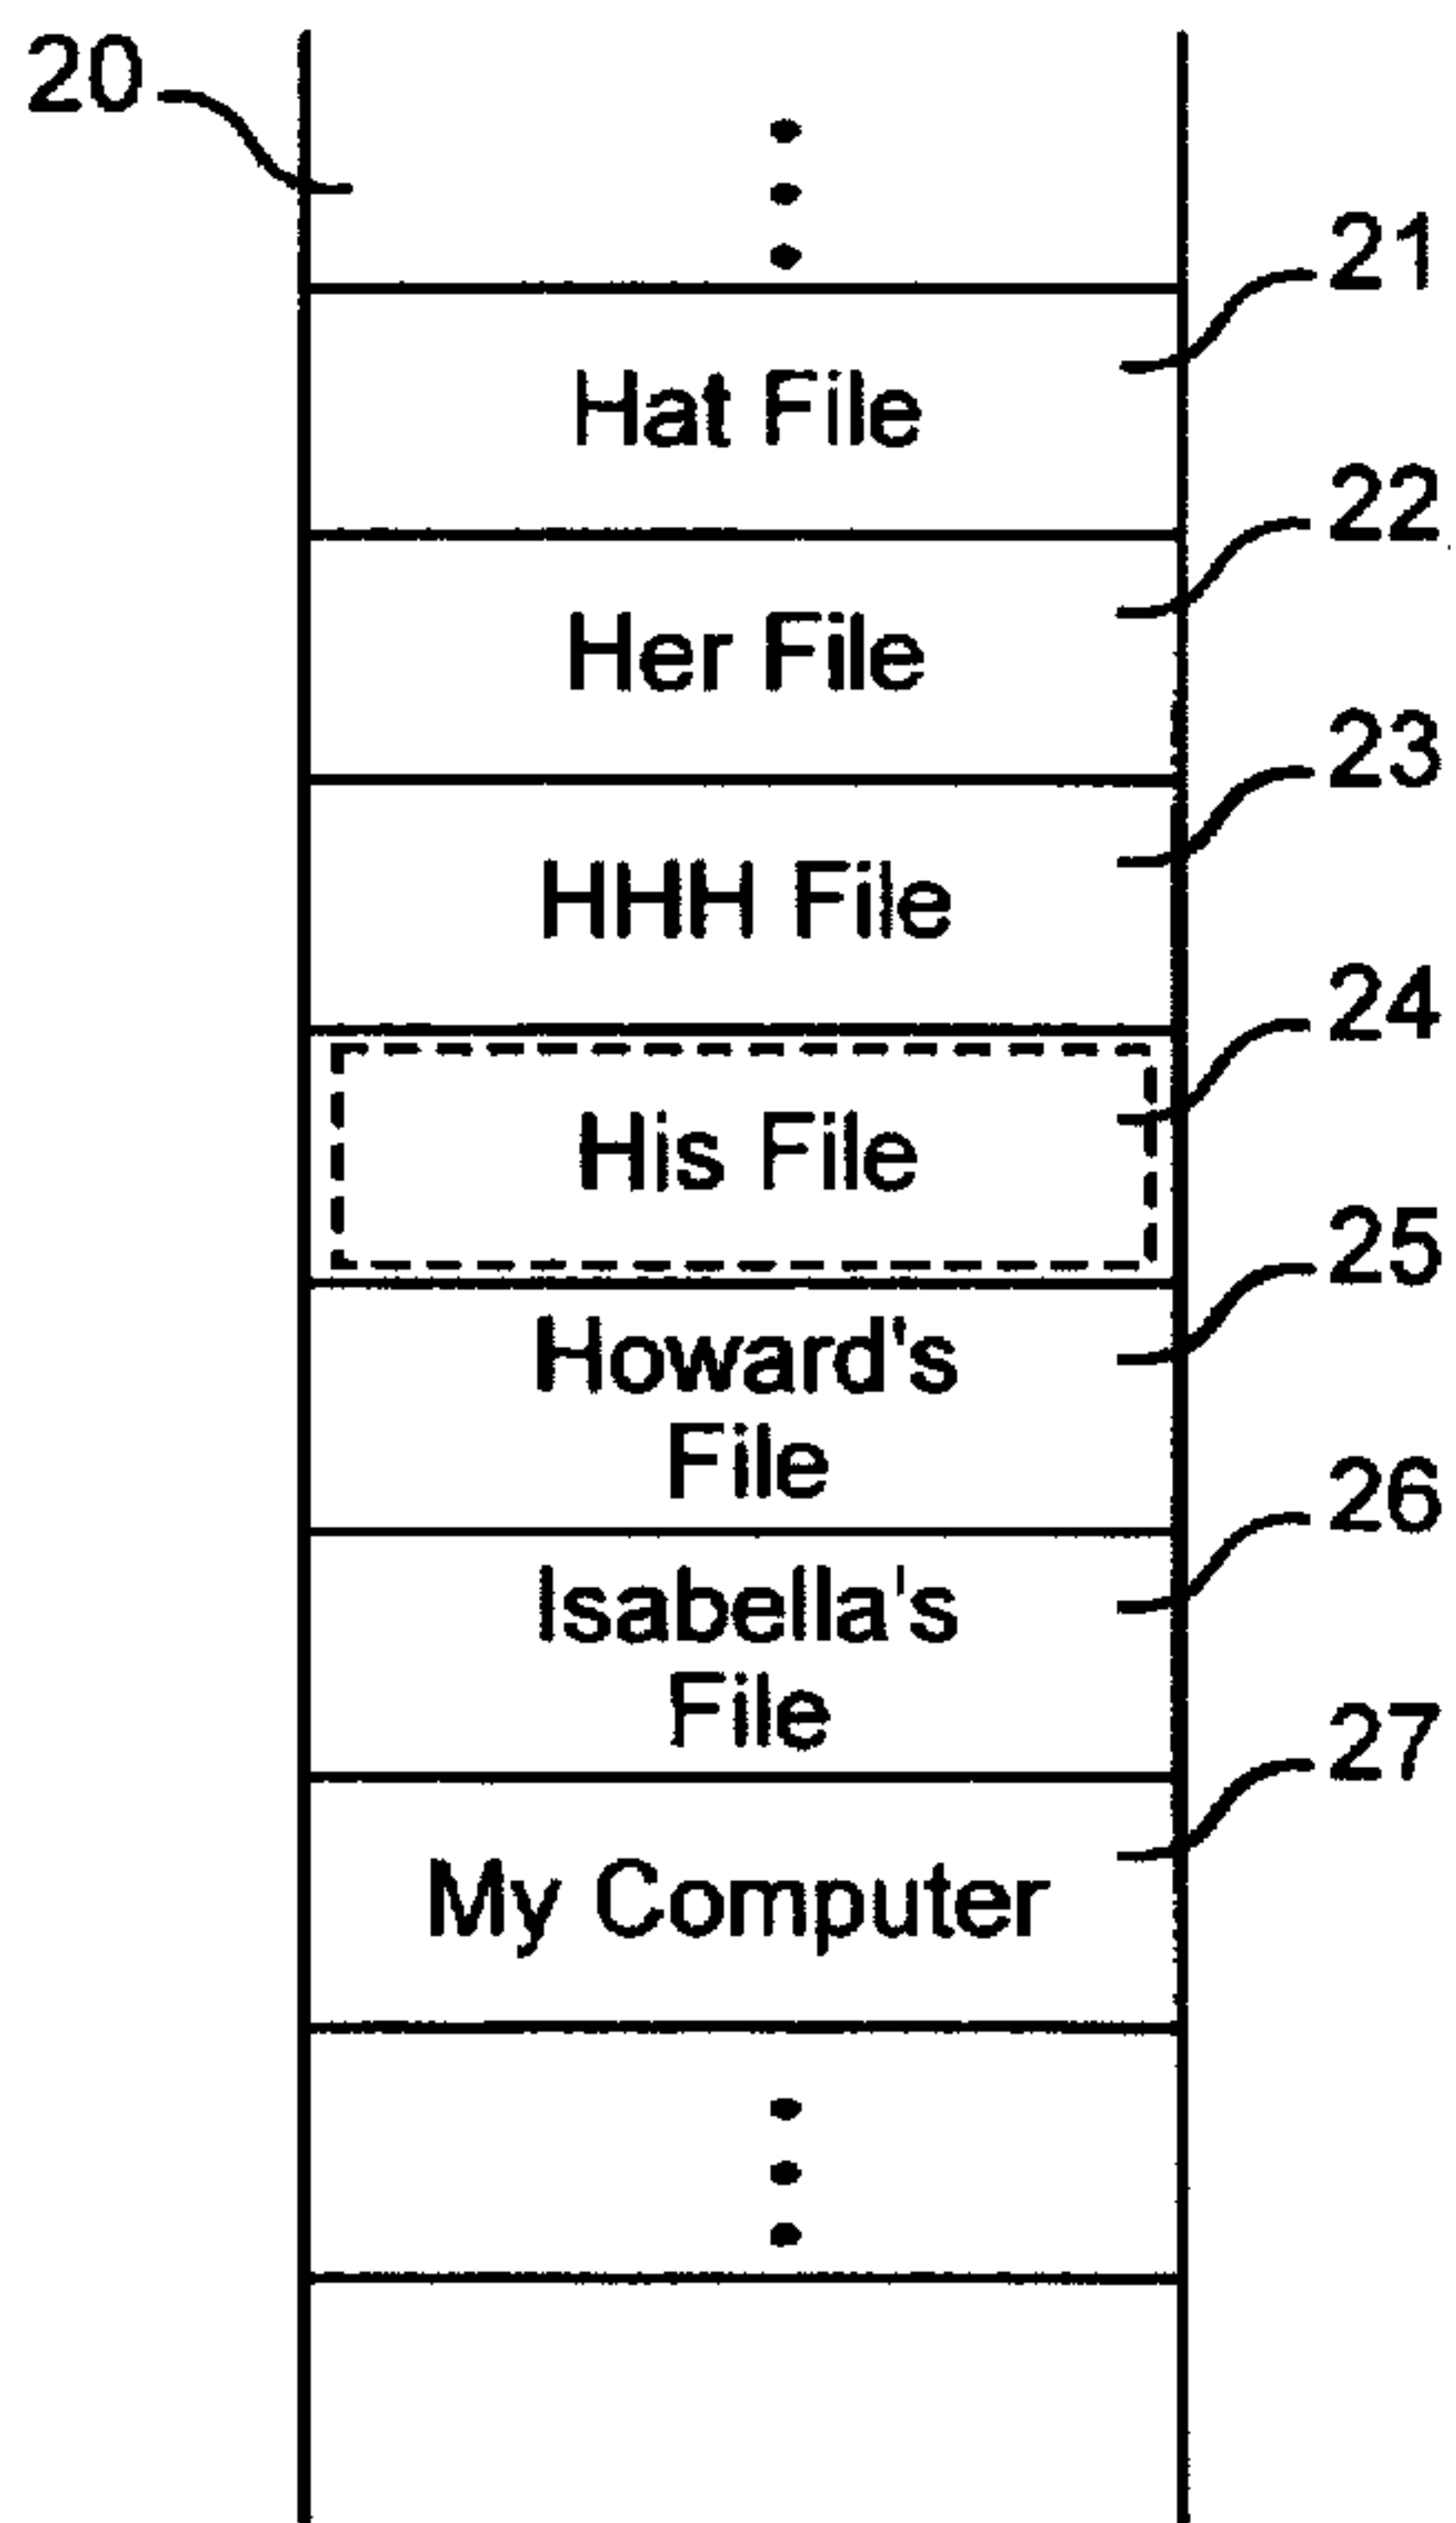 20
21
Hat File
22
Her File
23
HHH File
24
His File
25
Howard's
File
26
Isabella's
File
27
My Computer